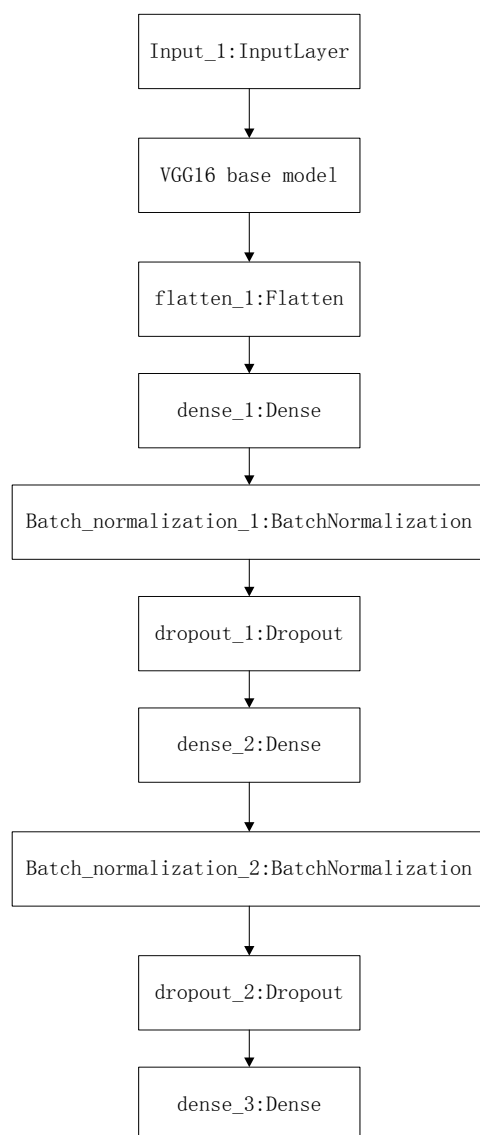 Input_1:InputLayer
VGG16 base model
flatten_1:Flatten
dense_1:Dense
Batch_normalization_1:BatchNormalization
dropout_1:Dropout
dense_2:Dense
Batch_normalization_2:BatchNormalization
dropout_2:Dropout
dense_3:Dense